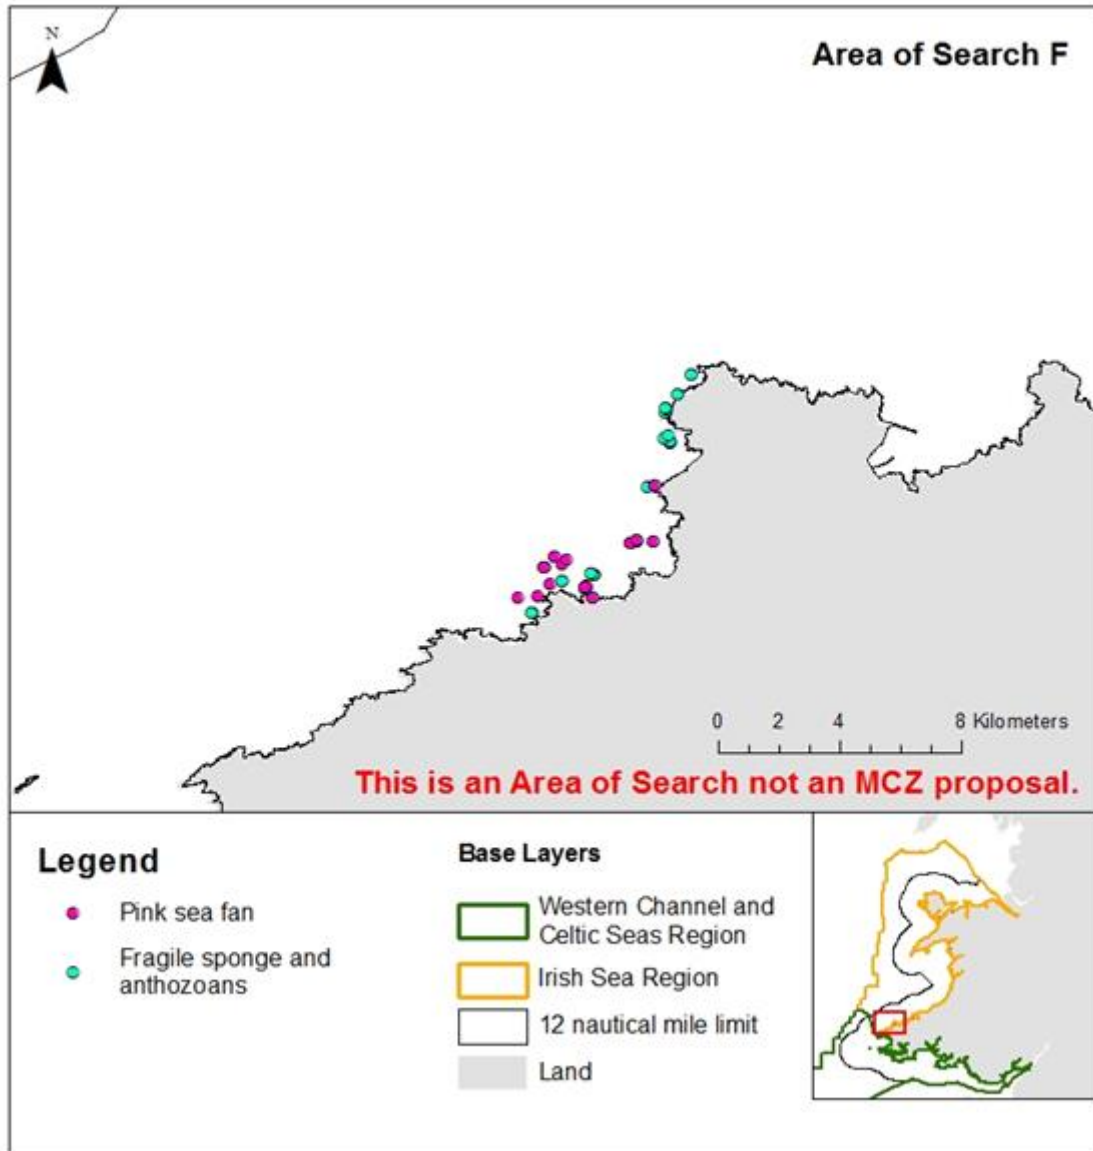 N
Area of Search F
0 2 4 8 Kilometers
This is an Area of Search not an MCZ proposal.
Legend
Pink sea fan
Fragile sponge and
anthozoans
Base Layers
Western Channel and
Celtic Seas Region
Irish Sea Region
12 nautical mile limit
Land